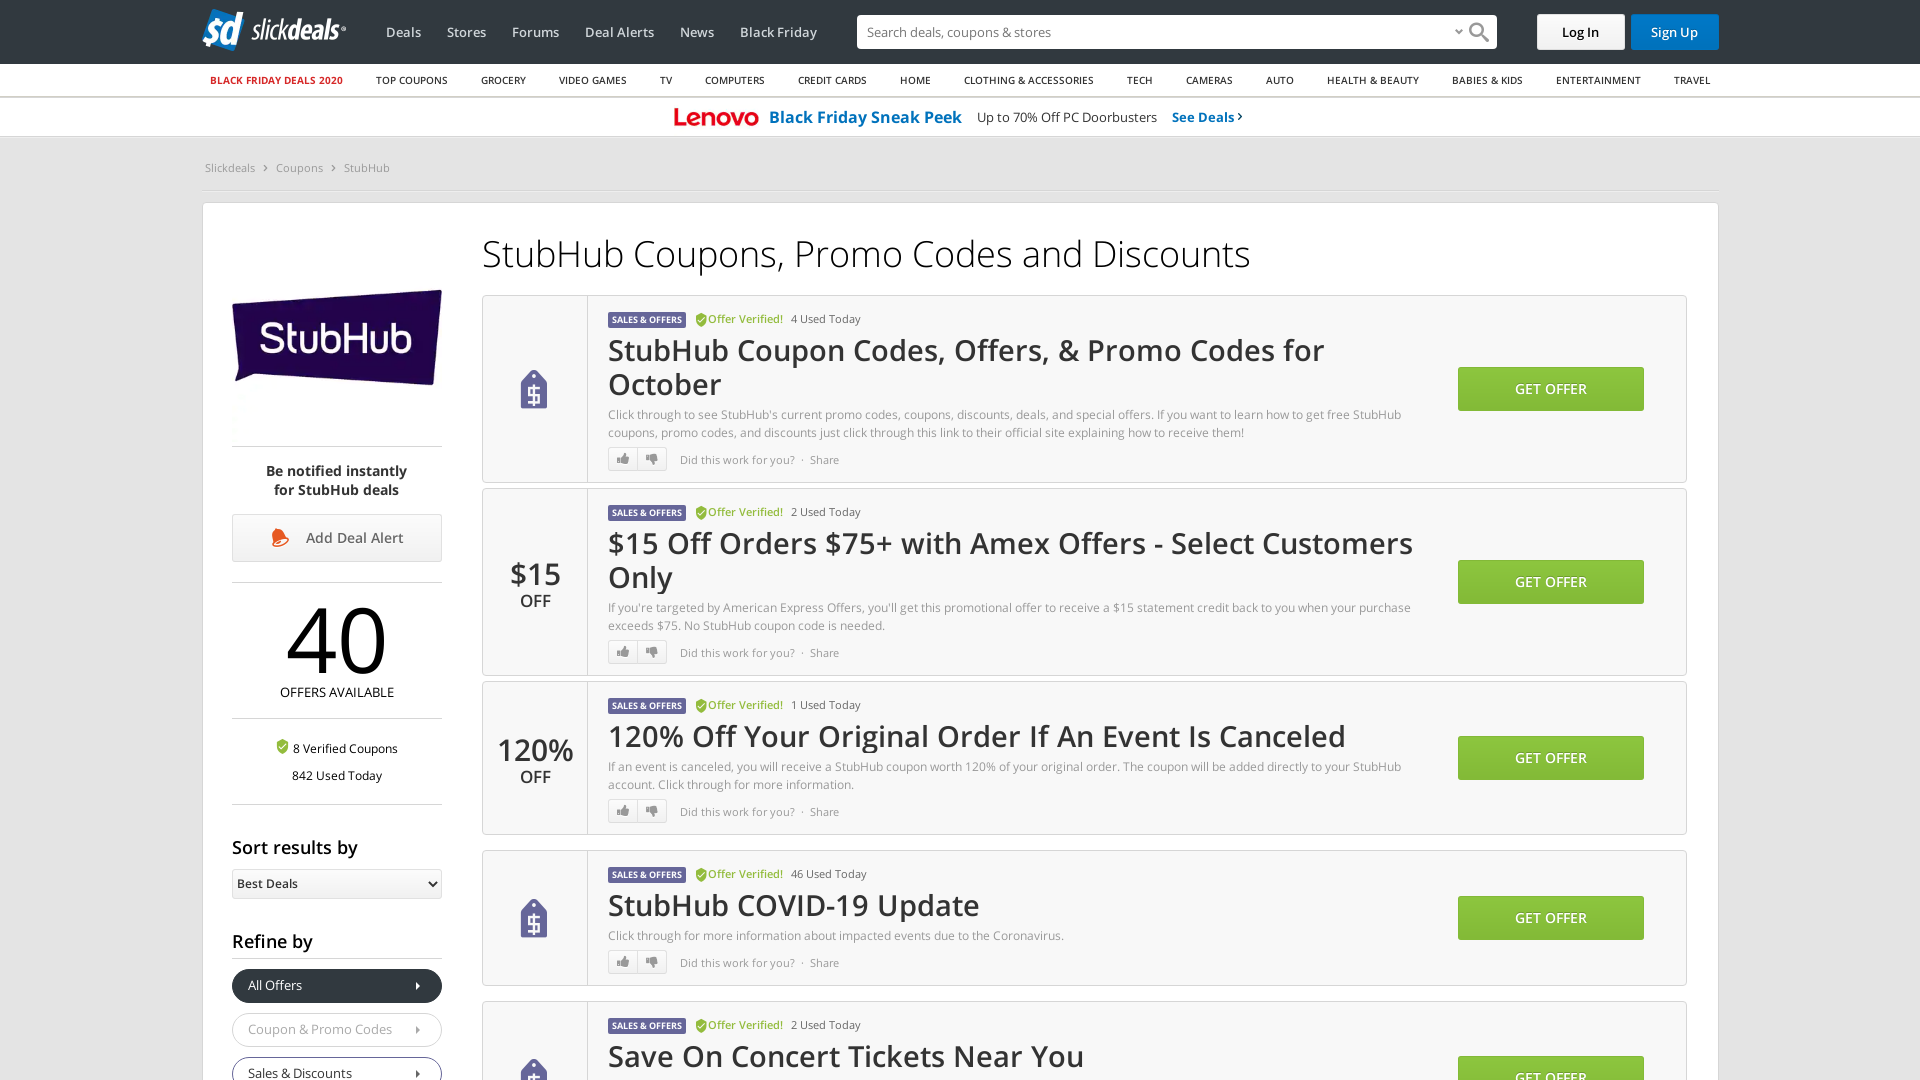 sd slickdeals
Deals
Stores
Forums
Deal Alerts
News
Black Friday
Search deals, coupons & stores
Log In
Sign Up
BLACK FRIDAY DEALS 2020
TOP COUPONS
GROCERY
VIDEO GAMES
TV
COMPUTERS
CREDIT CARDS
HOME
CLOTHING & ACCESSORIES
TECH
CAMERAS
AUTO
HEALTH & BEAUTY
BABIES & KIDS
ENTERTAINMENT
TRAVEL
Lenovo Black Friday Sneak Peek Up to 70% Off PC Doorbusters See Deals
Slickdeals > Coupons > StubHub
StubHub
Be notified instantly
for StubHub deals
Add Deal Alert
40
OFFERS AVAILABLE
8 Verified Coupons
842 Used Today
Sort results by
Best Deals
Refine by
All Offers
Coupon & Promo Codes
Sales & Discounts
StubHub Coupons, Promo Codes and Discounts
SALES & OFFERS Offer Verified! 4 Used Today
StubHub Coupon Codes, Offers, & Promo Codes for
October
Click through to see StubHub's current promo codes, coupons, discounts, deals, and special offers. If you want to learn how to get free StubHub
coupons, promo codes, and discounts just click through this link to their official site explaining how to receive them!
Did this work for you? · Share
GET OFFER
$15
OFF
SALES & OFFERS Offer Verified! 2 Used Today
$15 Off Orders $75+ with Amex Offers - Select Customers
Only
If you're targeted by American Express Offers, you'll get this promotional offer to receive a $15 statement credit back to you when your purchase
exceeds $75. No StubHub coupon code is needed.
Did this work for you? · Share
GET OFFER
120%
OFF
SALES & OFFERS Offer Verified! 1 Used Today
120% Off Your Original Order If An Event Is Canceled
If an event is canceled, you will receive a StubHub coupon worth 120% of your original order. The coupon will be added directly to your StubHub
account. Click through for more information.
Did this work for you? · Share
GET OFFER
SALES & OFFERS Offer Verified! 46 Used Today
StubHub COVID-19 Update
Click through for more information about impacted events due to the Coronavirus.
Did this work for you? · Share
GET OFFER
SALES & OFFERS Offer Verified! 2 Used Today
Save On Concert Tickets Near You
GET OFFER